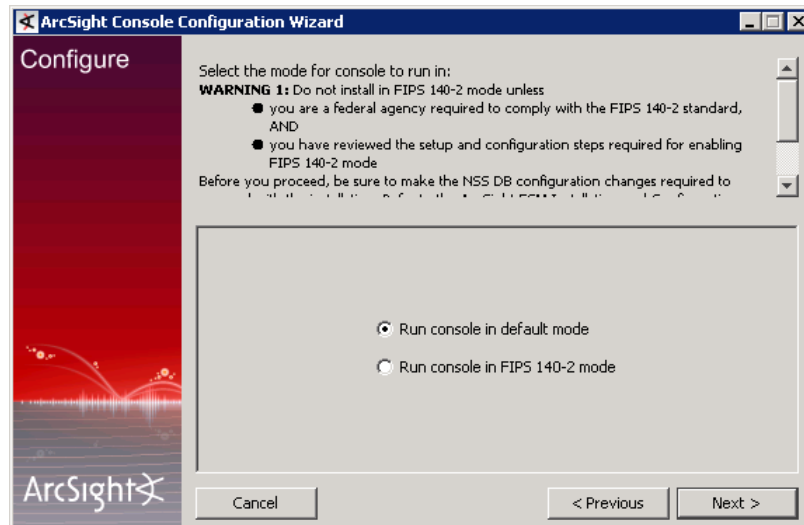 ArcSight Console Configuration Wizard
Configure
Select the mode for console to run in:
WARNING 1: Do not install in FIPS 140-2 mode unless
● you are a federal agency required to comply with the FIPS 140-2 standard,
AND
● you have reviewed the setup and configuration steps required for enabling
FIPS 140-2 mode
Before you proceed, be sure to make the NSS DB configuration changes required to
Run console in default mode
Run console in FIPS 140-2 mode
ArcSight
Cancel
< Previous
Next >